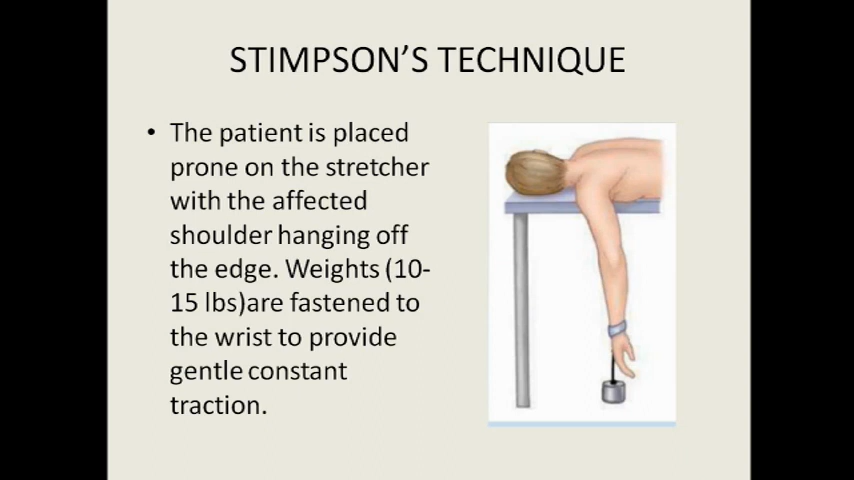 STIMPSON'S TECHNIQUE
• The patient is placed
prone on the stretcher
with the affected
shoulder hanging off
the edge. Weights (10-
15 lbs)are fastened to
the wrist to provide
gentle constant
traction.